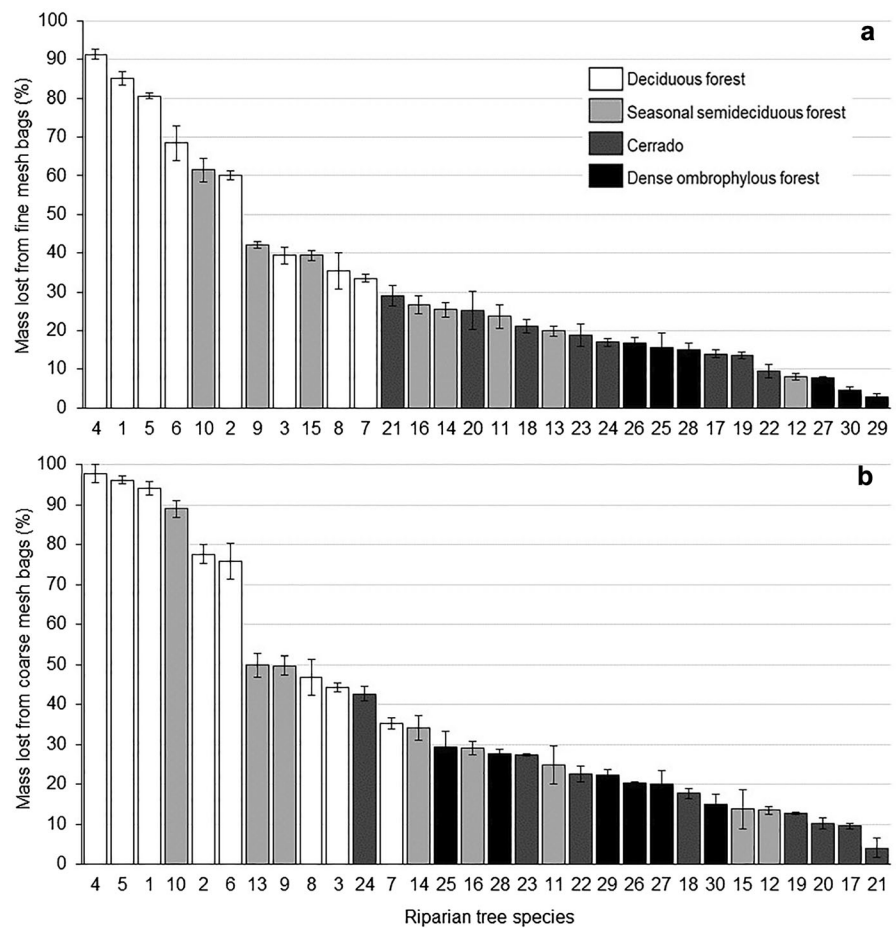 a
Mass lost from fine mesh bags (%)
100
90
80
70
60
50
40
30
20
10
0
Deciduous forest
Seasonal semideciduous forest
Cerrado
Dense ombrophylous forest
4 1 5 6 10 2 9 3 15 8 7 21 16 14 20 11 18 13 23 24 26 25 28 17 19 22 12 27 30 29
b
Mass lost from coarse mesh bags (%)
100
90
80
70
60
50
40
30
20
10
0
4 5 1 10 2 6 13 9 8 3 24 7 14 25 16 28 23 11 22 29 26 27 18 30 15 12 19 20 17 21
Riparian tree species